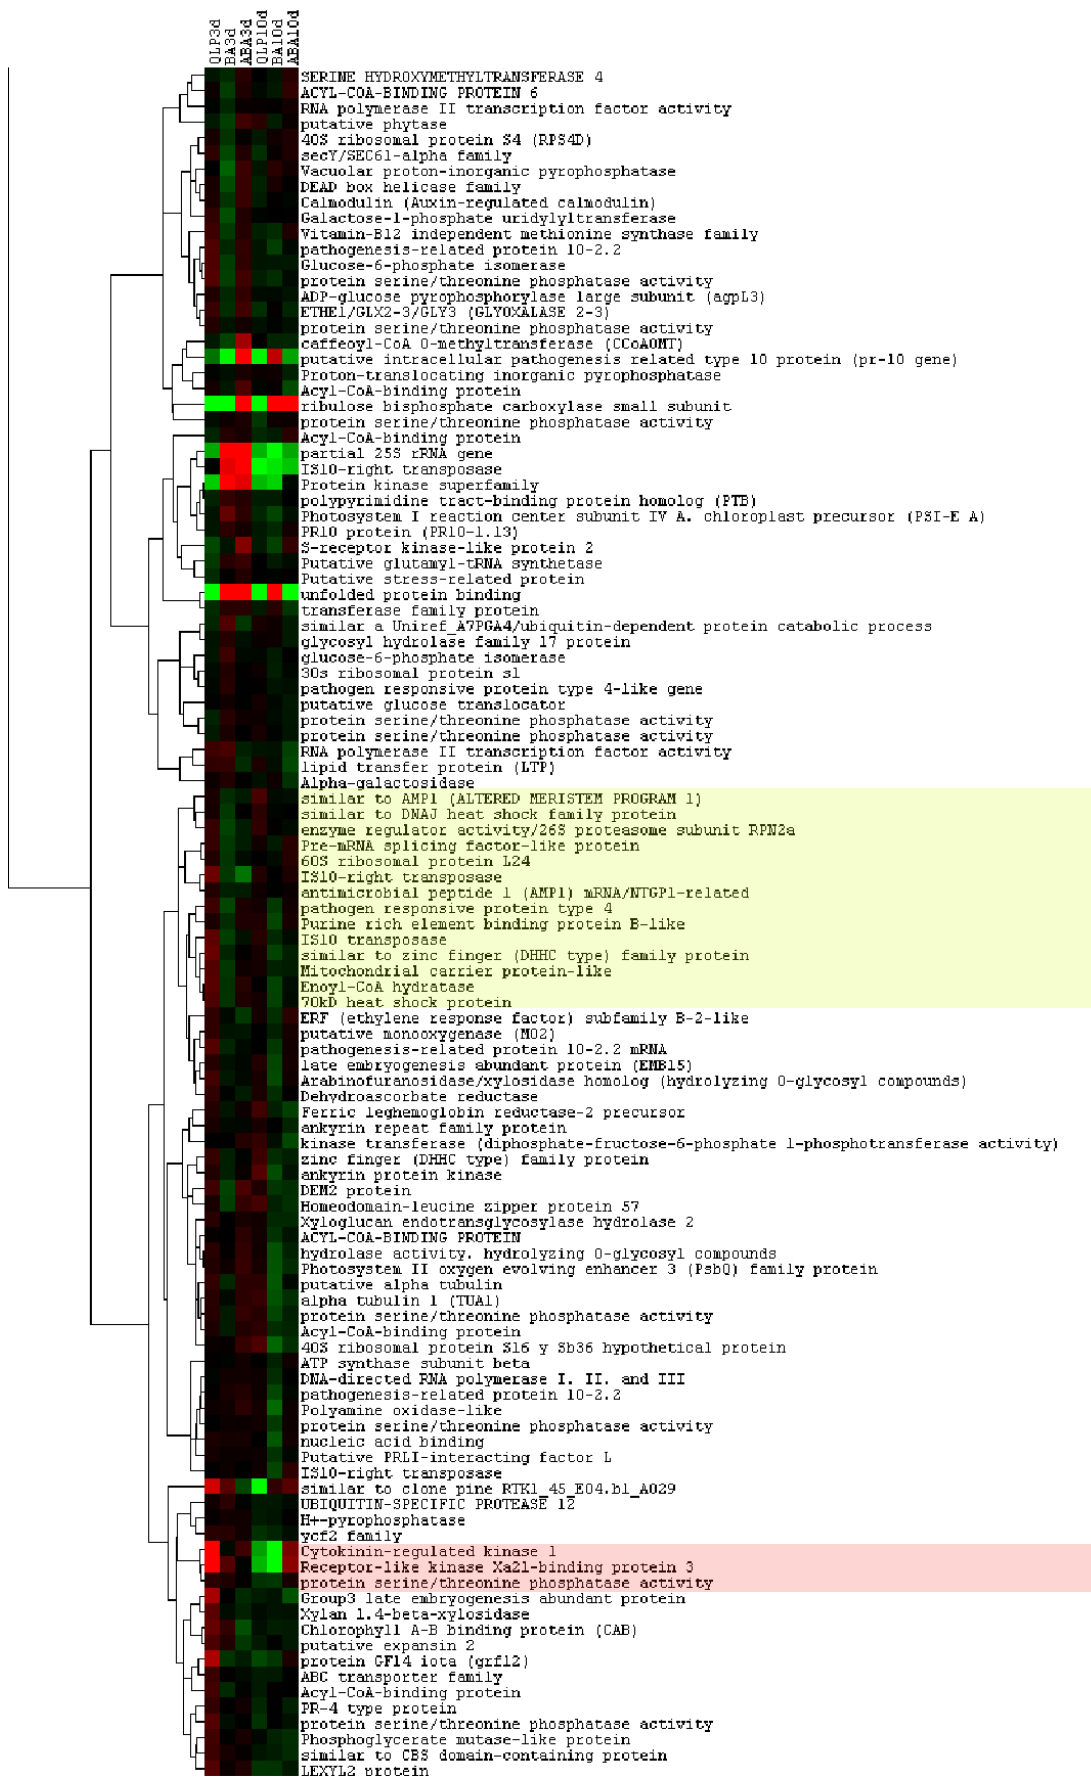 QLP3d
BA3d
ABA3d
QLP10d
BA10d
ABA10d
SERINE HYDROXYMETHYLTRANSFERASE 4
ACYL-COA-BINDING PROTEIN 6
RNA polymerase II transcription factor activity
putative phytase
40S ribosomal protein S4 (RPS4D)
secY/SEC61-alpha family
Vacuolar proton-inorganic pyrophosphatase
DEAD box helicase family
Calmodulin (Auxin-regulated calmodulin)
Galactose-1-phosphate uridylyltransferase
Vitamin-B12 independent methionine synthase family
pathogenesis-related protein 10-2.2
Glucose-6-phosphate isomerase
protein serine/threonine phosphatase activity
ADP-glucose pyrophosphorylase large subunit (agpL3)
ETHE1/GLX2-3/GLY3 (GLYOXALASE 2-3)
protein serine/threonine phosphatase activity
caffeoyl-CoA O-methyltransferase (CCoAOMT)
putative intracellular pathogenesis related type 10 protein (pr-10 gene)
Proton-translocating inorganic pyrophosphatase
Acyl-CoA-binding protein
ribulose bisphosphate carboxylase small subunit
protein serine/threonine phosphatase activity
Acyl-CoA-binding protein
partial 25S rRNA gene
IS10-right transposase
Protein kinase superfamily
polypyrimidine tract-binding protein homolog (PTB)
Photosystem I reaction center subunit IV A. chloroplast precursor (PSI-E A)
PR10 protein (PR10-1.13)
S-receptor kinase-like protein 2
Putative glutamyl-tRNA synthetase
Putative stress-related protein
unfolded protein binding
transferase family protein
similar a Uniref_A7PGA4/ubiquitin-dependent protein catabolic process
glycosyl hydrolase family 17 protein
glucose-6-phosphate isomerase
30s ribosomal protein s1
pathogen responsive protein type 4-like gene
putative glucose translocator
protein serine/threonine phosphatase activity
protein serine/threonine phosphatase activity
RNA polymerase II transcription factor activity
lipid transfer protein (LTP)
Alpha-galactosidase
similar to AMP1 (ALTERED MERISTEM PROGRAM 1)
similar to DNAJ heat shock family protein
enzyme regulator activity/26S proteasome subunit RPN2a
Pre-mRNA splicing factor-like protein
60S ribosomal protein L24
IS10-right transposase
antimicrobial peptide 1 (AMP1) mRNA/NTGP1-related
pathogen responsive protein type 4
Purine rich element binding protein B-like
IS10 transposase
similar to zinc finger (DHHC type) family protein
Mitochondrial carrier protein-like
Enoyl-CoA hydratase
70kD heat shock protein
ERF (ethylene response factor) subfamily B-2-like
putative monooxygenase (MO2)
pathogenesis-related protein 10-2.2 mRNA
late embryogenesis abundant protein (EMB15)
Arabinofuranosidase/xylosidase homolog (hydrolyzing O-glycosyl compounds)
Dehydroascorbate reductase
Ferric leghemoglobin reductase-2 precursor
ankyrin repeat family protein
kinase transferase (diphosphate-fructose-6-phosphate 1-phosphotransferase activity)
zinc finger (DHHC type) family protein
ankyrin protein kinase
DEM2 protein
Homeodomain-leucine zipper protein 57
Xyloglucan endotransglycosylase hydrolase 2
ACYL-COA-BINDING PROTEIN
hydrolase activity. hydrolyzing O-glycosyl compounds
Photosystem II oxygen evolving enhancer 3 (PsbQ) family protein
putative alpha tubulin
alpha tubulin 1 (TUA1)
protein serine/threonine phosphatase activity
Acyl-CoA-binding protein
40S ribosomal protein S16 y Sb36 hypothetical protein
ATP synthase subunit beta
DNA-directed RNA polymerase I. II. and III
pathogenesis-related protein 10-2.2
Polyamine oxidase-like
protein serine/threonine phosphatase activity
nucleic acid binding
Putative PRLI-interacting factor L
IS10-right transposase
similar to clone pine RTK1_45_E04.b1_A029
UBIQUITIN-SPECIFIC PROTEASE 12
H+-pyrophosphatase
ycf2 family
Cytokinin-regulated kinase 1
Receptor-like kinase Xa21-binding protein 3
protein serine/threonine phosphatase activity
Group3 late embryogenesis abundant protein
Xylan 1.4-beta-xylosidase
Chlorophyll A-B binding protein (CAB)
putative expansin 2
protein GF14 iota (grf12)
ABC transporter family
Acyl-CoA-binding protein
PR-4 type protein
protein serine/threonine phosphatase activity
Phosphoglycerate mutase-like protein
similar to CBS domain-containing protein
LEXYL2 protein